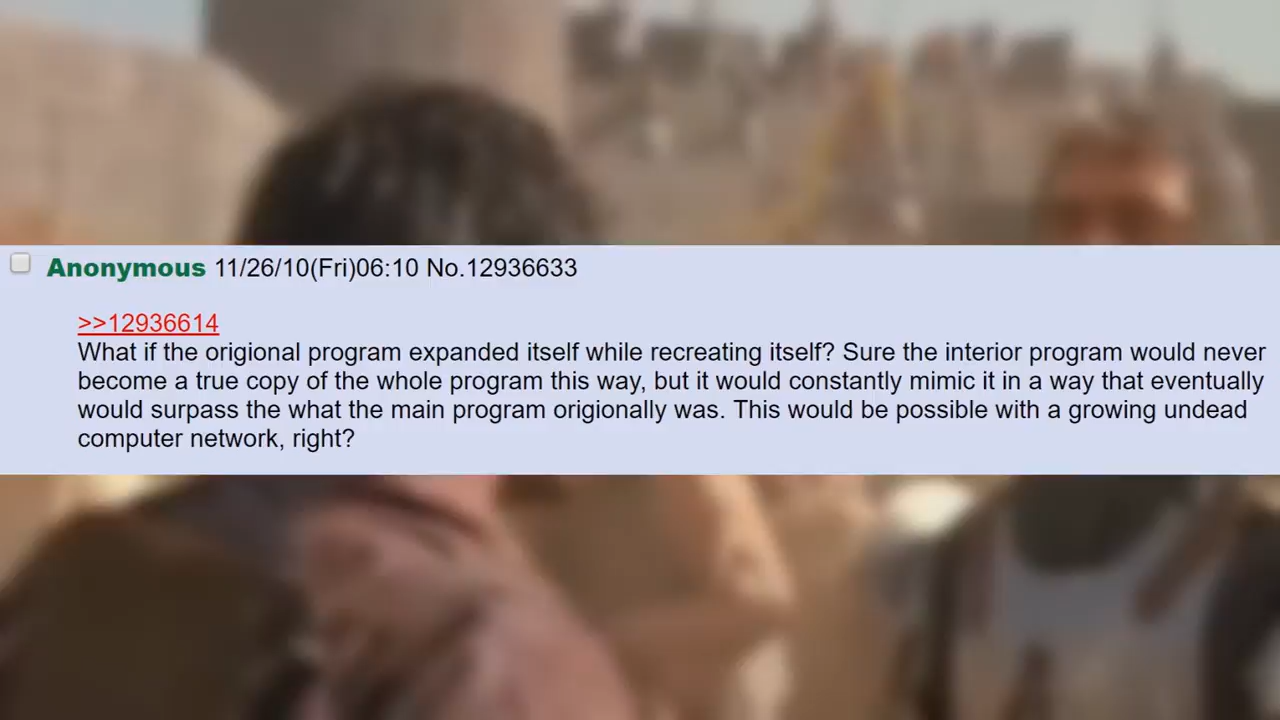 Anonymous 11/26/10(Fri)06:10 No.12936633
>>12936614
What if the origional program expanded itself while recreating itself? Sure the interior program would never
become a true copy of the whole program this way, but it would constantly mimic it in a way that eventually
would surpass the what the main program origionally was. This would be possible with a growing undead
computer network, right?